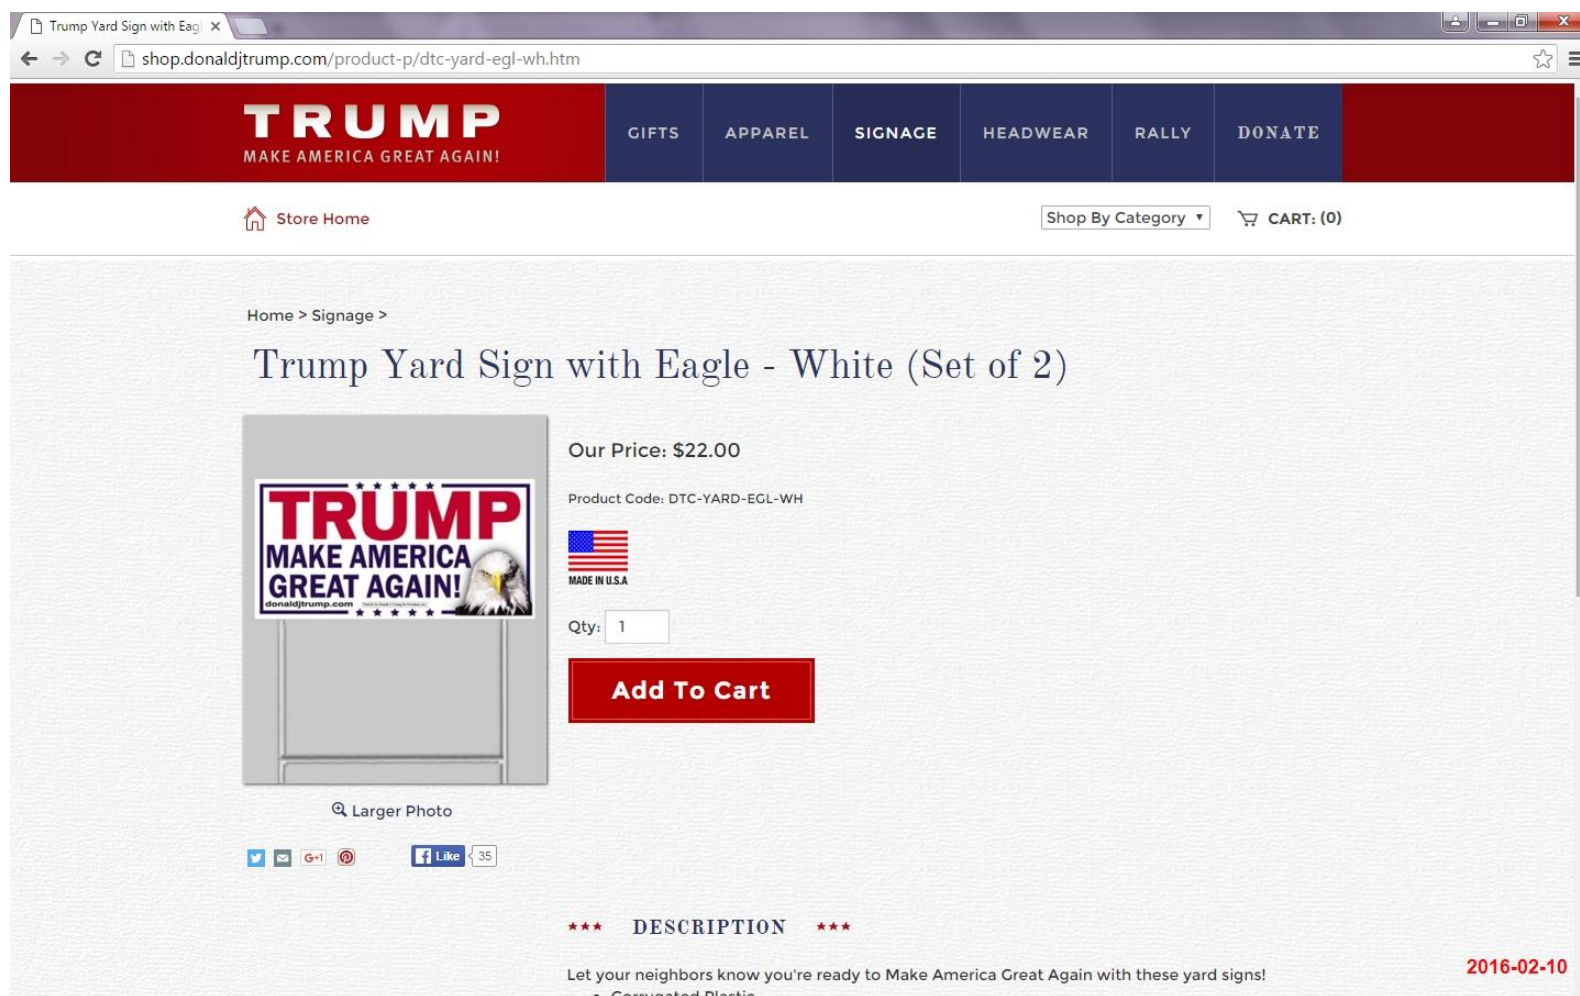 Trump Yard Sign with Eagl
shop.donaldjtrump.com/product-p/dtc-yard-egl-wh.htm
TRUMP
MAKE AMERICA GREAT AGAIN!
GIFTS APPAREL SIGNAGE HEADWEAR RALLY DONATE
Store Home
Shop By Category
CART: (0)
Home > Signage >
Trump Yard Sign with Eagle - White (Set of 2)
TRUMP
MAKE AMERICA
GREAT AGAIN!
donaldjtrump.com
Our Price: $22.00
Product Code: DTC-YARD-EGL-WH
MADE IN U.S.A
Qty: 1
Add To Cart
Larger Photo
G+1
Like 35
*** DESCRIPTION ***
Let your neighbors know you're ready to Make America Great Again with these yard signs!
• Corrugated Plastic
2016-02-10